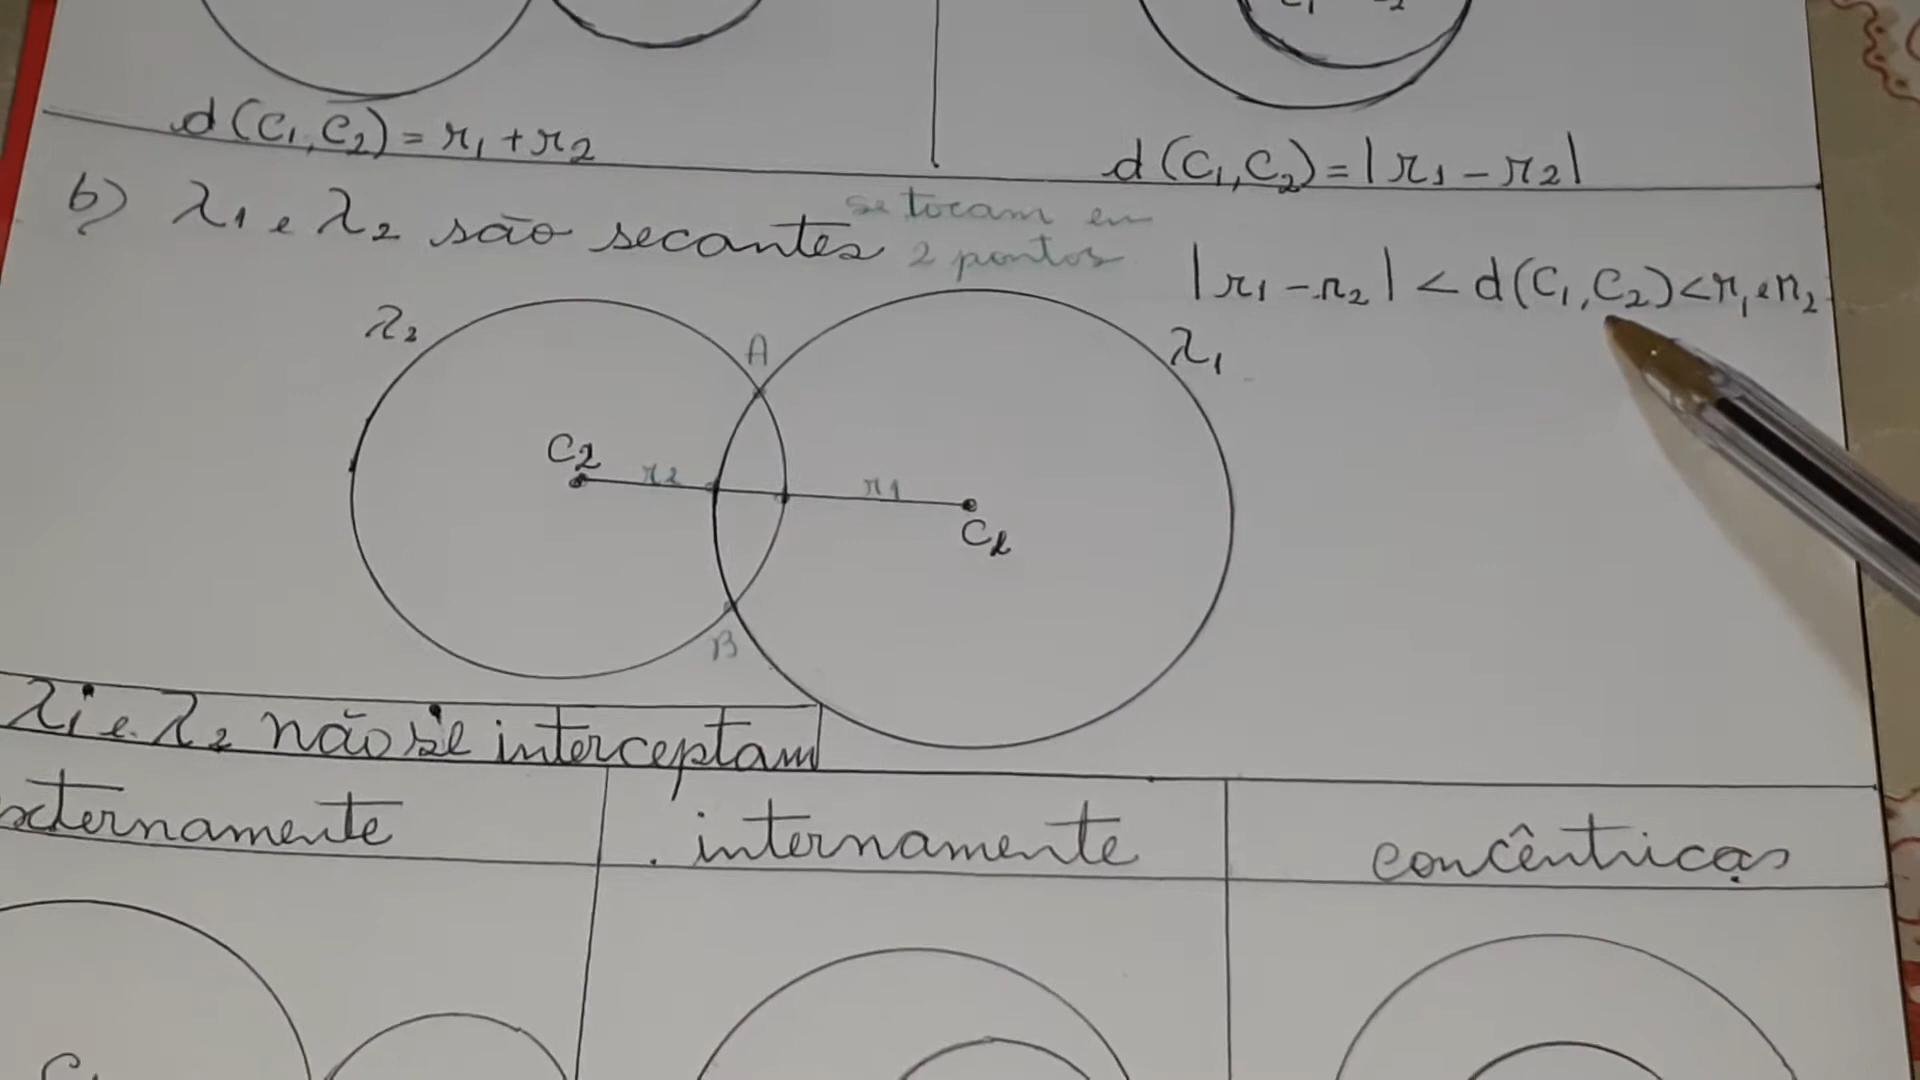 d(C₁,C₂) = r₁ + r₂
d(C₁,C₂) = |r₁ - r₂|
b) λ₁ e λ₂ são secantes se tocam em
2 pontos
|r₁ - r₂| < d(C₁,C₂) < r₁ e r₂
λ₂
λ₁
A
C₂
r₂
r₁
C₁
B
λ₁ e λ₂ não se interceptam
externamente
internamente
concêntricas